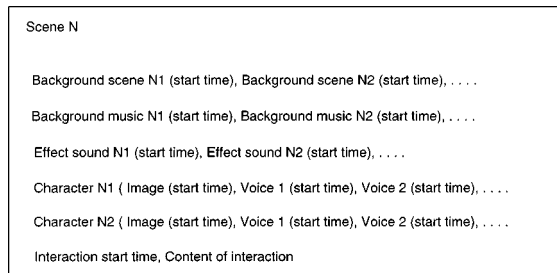 Scene N
Background scene N1 (start time), Background scene N2 (start time), . . . .
Background music N1 (start time), Background music N2 (start time), . . . .
Effect sound N1 (start time), Effect sound N2 (start time), . . . .
Character N1 ( Image (start time), Voice 1 (start time), Voice 2 (start time), . . . .
Character N2 ( Image (start time), Voice 1 (start time), Voice 2 (start time), . . . .
Interaction start time, Content of interaction